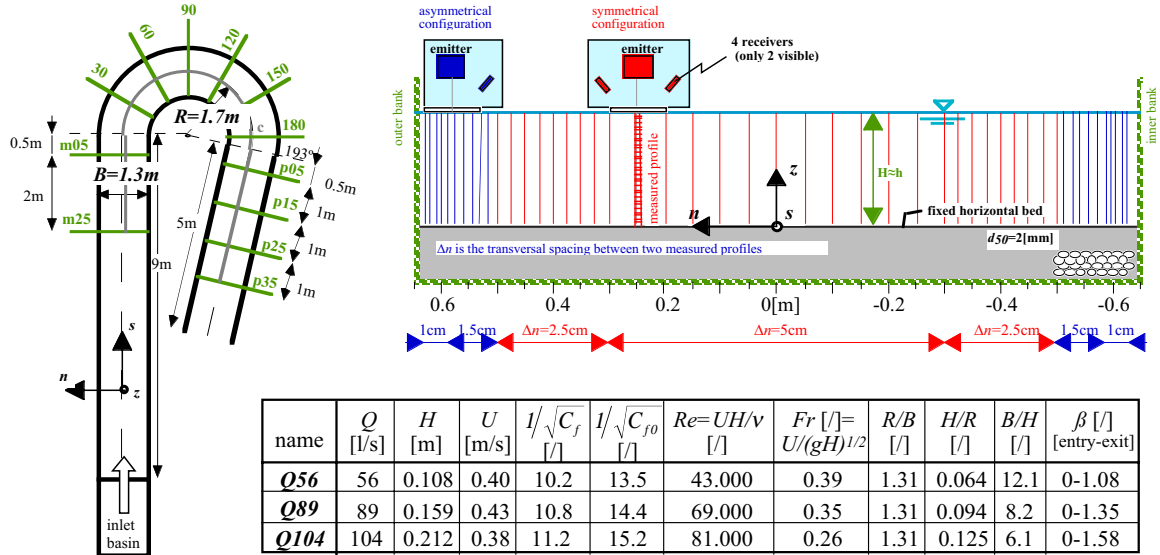 90
60
120
30
150
R=1.7m
c
180
0.5m
m05
193°
p05
B=1.3m
0.5m
2m
p15
1m
5m
m25
p25
1m
9m
p35
1m
s
n
z
inlet
basin
asymmetrical
configuration
symmetrical
configuration
emitter
emitter
4 receivers
(only 2 visible)
outer bank
inner bank
measured profile
H≈h
z
n
s
fixed horizontal bed
Δn is the transversal spacing between two measured profiles
d50=2[mm]
0.6 0.4 0.2 0[m] -0.2 -0.4 -0.6
1cm 1.5cm Δn=2.5cm Δn=5cm Δn=2.5cm 1.5cm 1cm
name Q [l/s] H [m] U [m/s] 1/√Cf [/] 1/√Cf0 [/] Re=UH/ν [/] Fr [/]= U/(gH)^1/2 R/B [/] H/R [/] B/H [/] ß [/] [entry-exit]
Q56 56 0.108 0.40 10.2 13.5 43.000 0.39 1.31 0.064 12.1 0-1.08
Q89 89 0.159 0.43 10.8 14.4 69.000 0.35 1.31 0.094 8.2 0-1.35
Q104 104 0.212 0.38 11.2 15.2 81.000 0.26 1.31 0.125 6.1 0-1.58